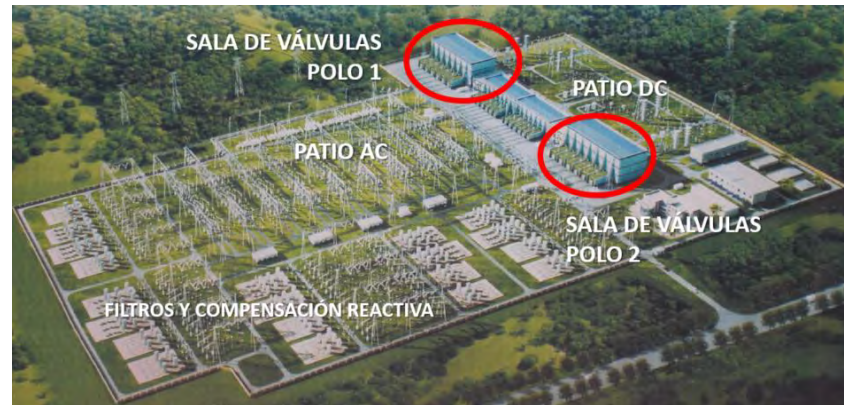 SALA DE VÁLVULAS
POLO 1
PATIO DC
PATIO AC
SALA DE VÁLVULAS
POLO 2
FILTROS Y COMPENSACIÓN REACTIVA